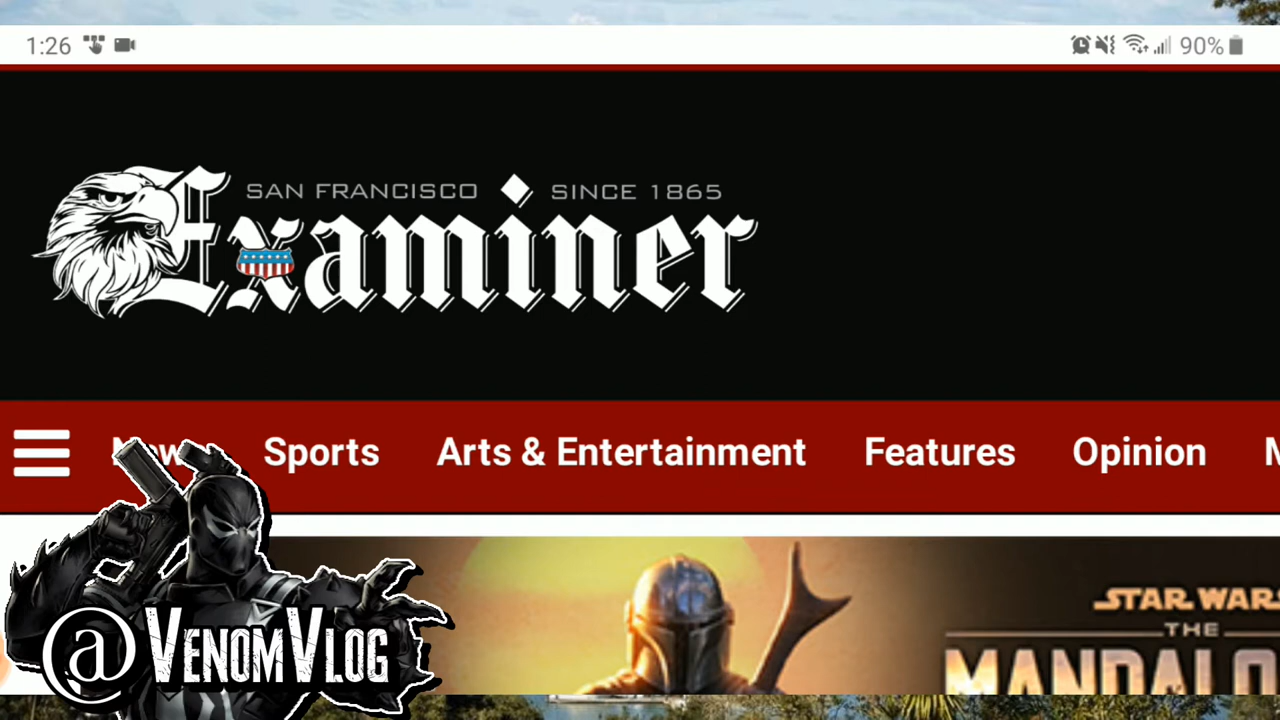 1:26
90%
SAN FRANCISCO SINCE 1865
Examiner
Sports Arts & Entertainment Features Opinion
STAR WARS
THE
@VENOMVLOG